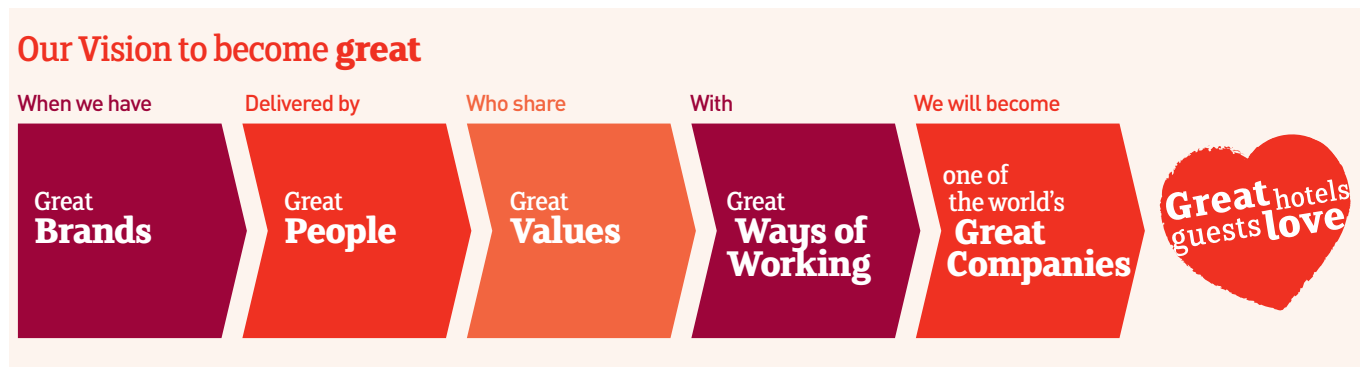 Our Vision to become great
When we have
Great
Brands
Delivered by
Great
People
Who share
Great
Values
With
Great
Ways of
Working
We will become
one of
the world's
Great
Companies
Great hotels
guests love